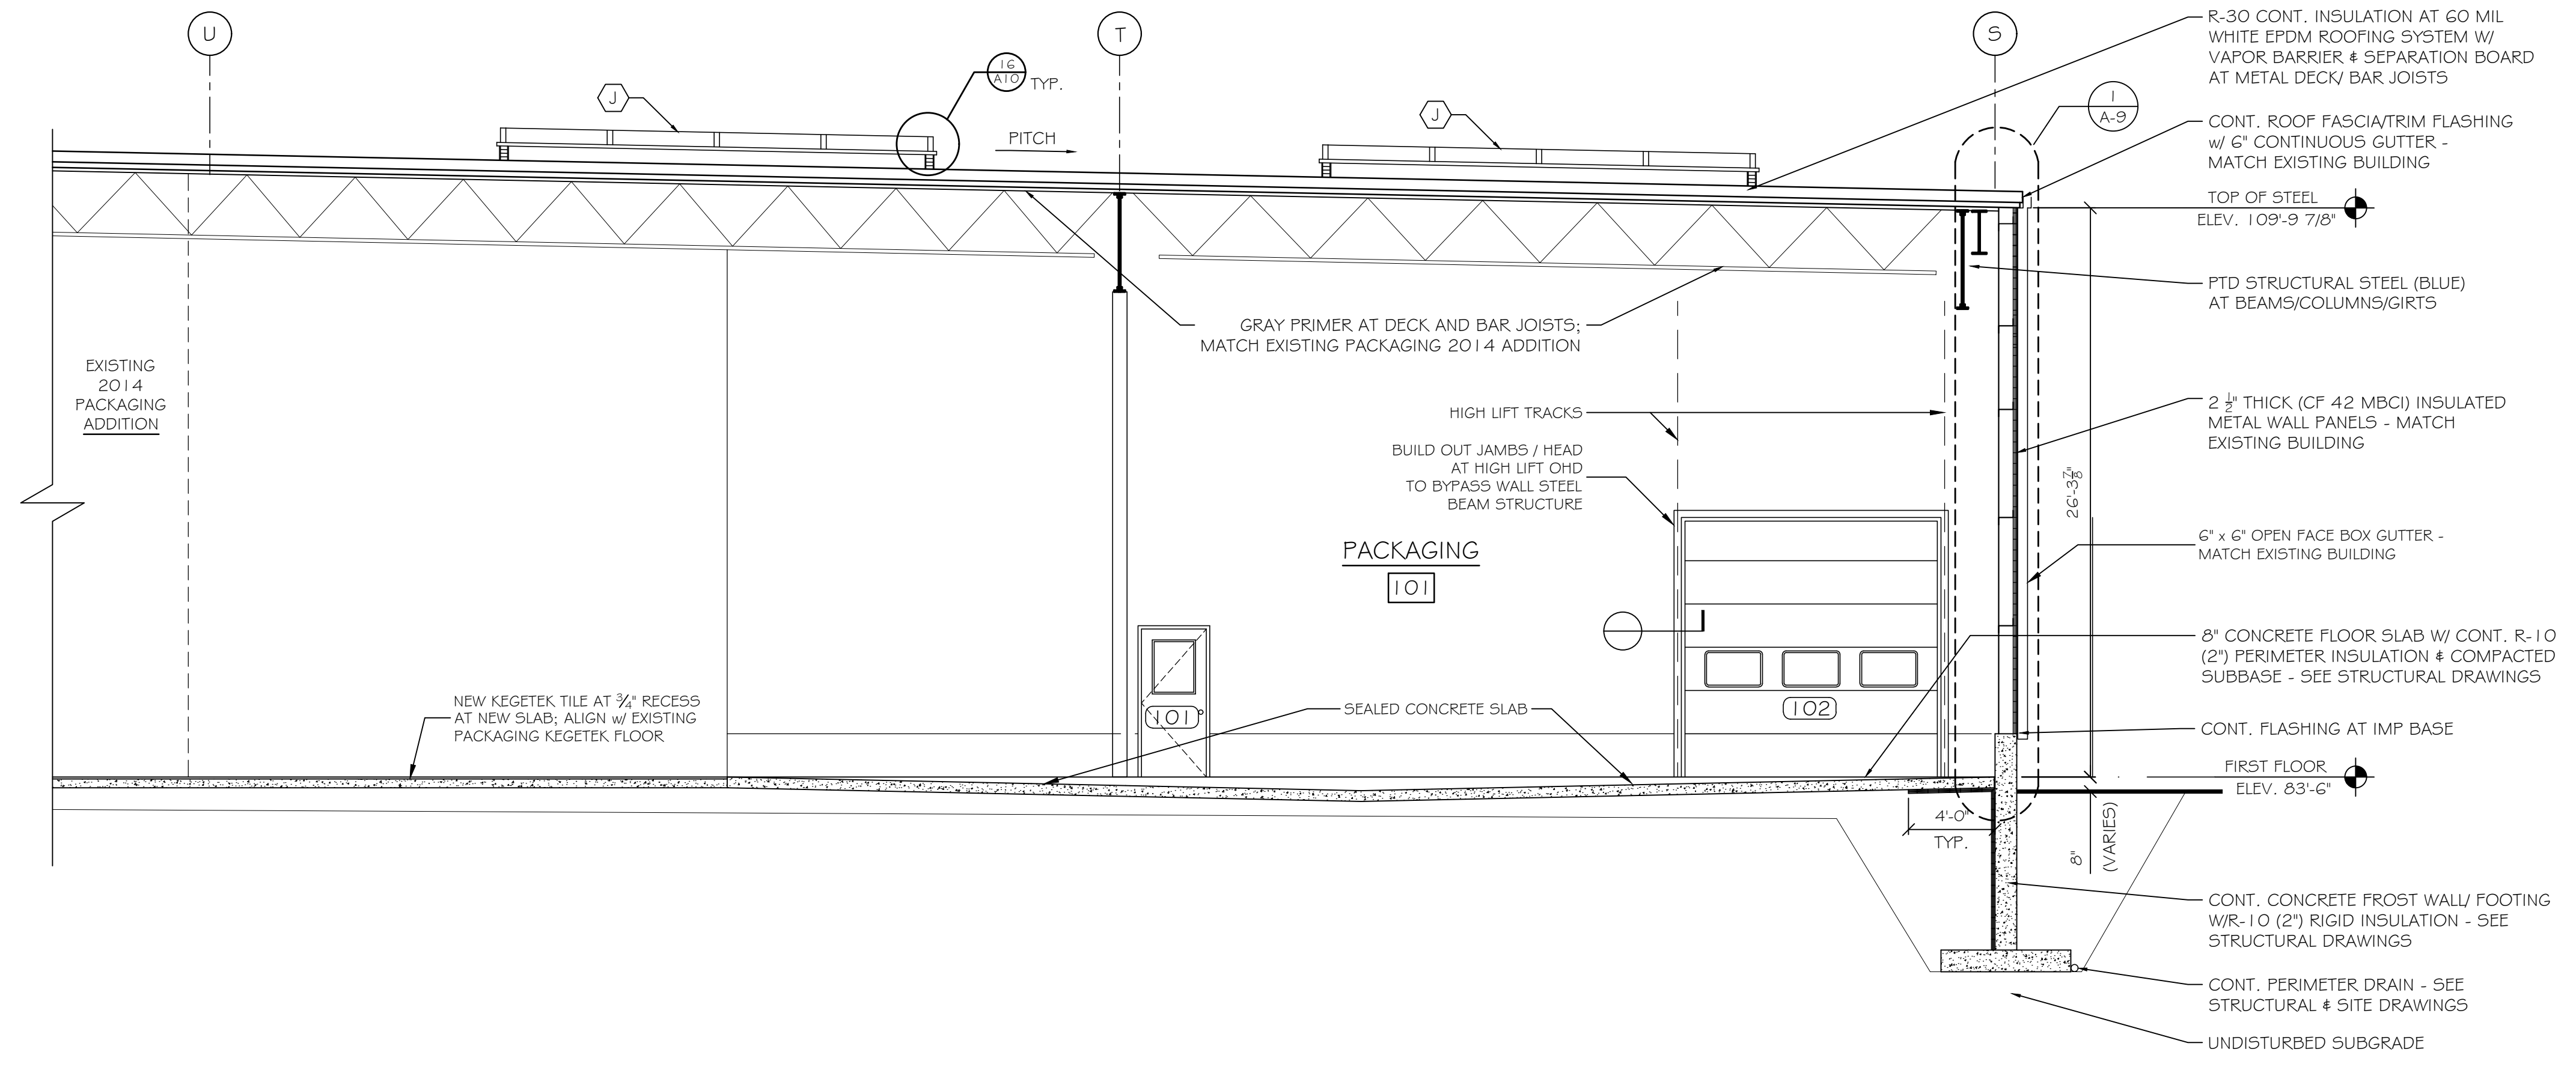 U
T
S
16
A10
TYP.
J
J
PITCH
1
A-9
R-30 CONT. INSULATION AT 60 MIL
WHITE EPDM ROOFING SYSTEM W/
VAPOR BARRIER & SEPARATION BOARD
AT METAL DECK/ BAR JOISTS
CONT. ROOF FASCIA/TRIM FLASHING
w/ 6" CONTINUOUS GUTTER -
MATCH EXISTING BUILDING
TOP OF STEEL
ELEV. 109'-9 7/8"
PTD STRUCTURAL STEEL (BLUE)
AT BEAMS/COLUMNS/GIRTS
GRAY PRIMER AT DECK AND BAR JOISTS;
MATCH EXISTING PACKAGING 2014 ADDITION
EXISTING
2014
PACKAGING
ADDITION
HIGH LIFT TRACKS
BUILD OUT JAMBS / HEAD
AT HIGH LIFT OHD
TO BYPASS WALL STEEL
BEAM STRUCTURE
2 ½" THICK (CF 42 MBCI) INSULATED
METAL WALL PANELS - MATCH
EXISTING BUILDING
26'-3⅞"
PACKAGING
101
6" x 6" OPEN FACE BOX GUTTER -
MATCH EXISTING BUILDING
8" CONCRETE FLOOR SLAB W/ CONT. R-10
(2") PERIMETER INSULATION & COMPACTED
SUBBASE - SEE STRUCTURAL DRAWINGS
NEW KEGETEK TILE AT ¾" RECESS
AT NEW SLAB; ALIGN w/ EXISTING
PACKAGING KEGETEK FLOOR
101
SEALED CONCRETE SLAB
102
CONT. FLASHING AT IMP BASE
FIRST FLOOR
ELEV. 83'-6"
4'-0"
TYP.
8"
(VARIES)
CONT. CONCRETE FROST WALL/ FOOTING
W/R-10 (2") RIGID INSULATION - SEE
STRUCTURAL DRAWINGS
CONT. PERIMETER DRAIN - SEE
STRUCTURAL & SITE DRAWINGS
UNDISTURBED SUBGRADE